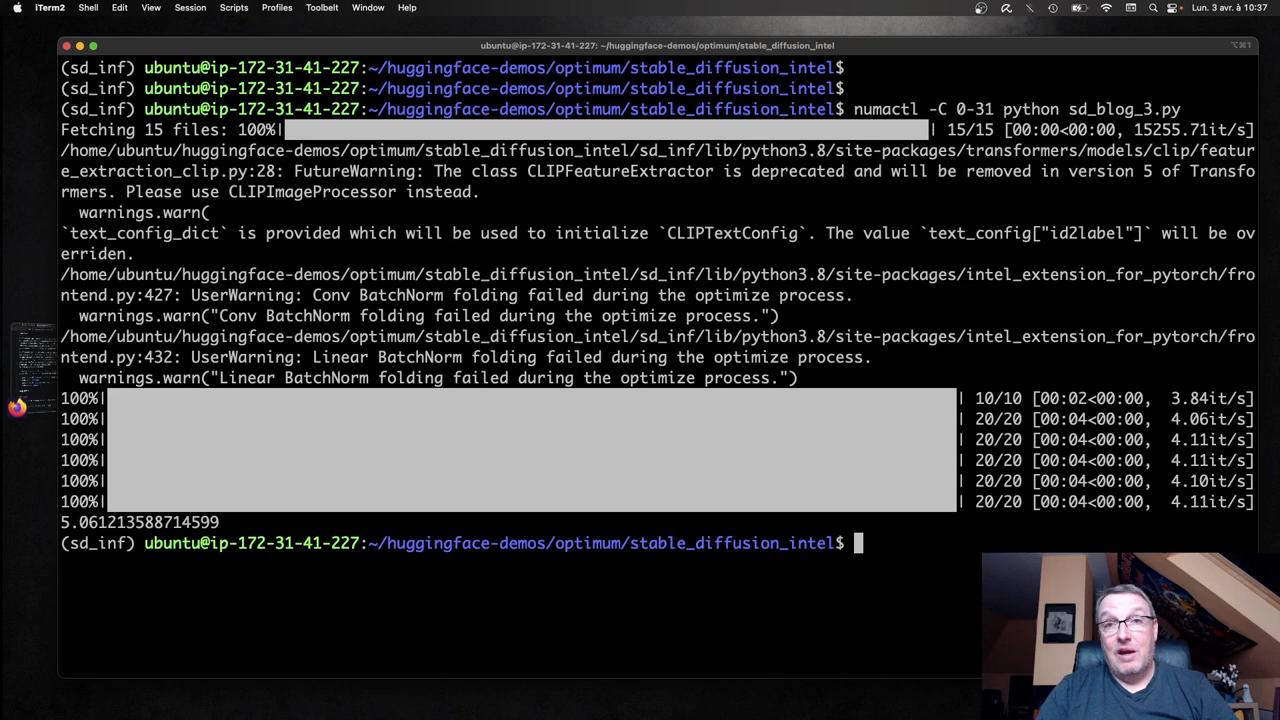 iTerm2 Shell Edit View Session Scripts Profiles Toolbelt Window Help Lun. 3 avr. à 10:37
ubuntu@ip-172-31-41-227: ~/huggingface-demos/optimum/stable_diffusion_intel ⌥⌘1
(sd_inf) ubuntu@ip-172-31-41-227:~/huggingface-demos/optimum/stable_diffusion_intel$
(sd_inf) ubuntu@ip-172-31-41-227:~/huggingface-demos/optimum/stable_diffusion_intel$
(sd_inf) ubuntu@ip-172-31-41-227:~/huggingface-demos/optimum/stable_diffusion_intel$ numactl -C 0-31 python sd_blog_3.py
Fetching 15 files: 100%| | 15/15 [00:00<00:00, 15255.71it/s]
/home/ubuntu/huggingface-demos/optimum/stable_diffusion_intel/sd_inf/lib/python3.8/site-packages/transformers/models/clip/featur
e_extraction_clip.py:28: FutureWarning: The class CLIPFeatureExtractor is deprecated and will be removed in version 5 of Transfo
rmers. Please use CLIPImageProcessor instead.
warnings.warn(
`text_config_dict` is provided which will be used to initialize `CLIPTextConfig`. The value `text_config["id2label"]` will be ov
erriden.
/home/ubuntu/huggingface-demos/optimum/stable_diffusion_intel/sd_inf/lib/python3.8/site-packages/intel_extension_for_pytorch/fro
ntend.py:427: UserWarning: Conv BatchNorm folding failed during the optimize process.
warnings.warn("Conv BatchNorm folding failed during the optimize process.")
/home/ubuntu/huggingface-demos/optimum/stable_diffusion_intel/sd_inf/lib/python3.8/site-packages/intel_extension_for_pytorch/fro
ntend.py:432: UserWarning: Linear BatchNorm folding failed during the optimize process.
warnings.warn("Linear BatchNorm folding failed during the optimize process.")
100%| | 10/10 [00:02<00:00, 3.84it/s]
100%| | 20/20 [00:04<00:00, 4.06it/s]
100%| | 20/20 [00:04<00:00, 4.11it/s]
100%| | 20/20 [00:04<00:00, 4.11it/s]
100%| | 20/20 [00:04<00:00, 4.10it/s]
100%| | 20/20 [00:04<00:00, 4.11it/s]
5.061213588714599
(sd_inf) ubuntu@ip-172-31-41-227:~/huggingface-demos/optimum/stable_diffusion_intel$